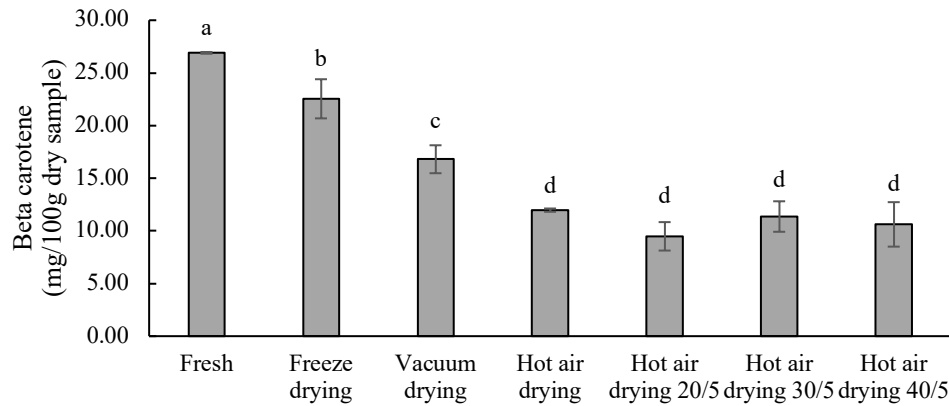 Beta carotene
(mg/100g dry sample)
30.00
25.00
20.00
15.00
10.00
5.00
0.00
a
b
c
d
d
d
d
Fresh
Freeze
drying
Vacuum
drying
Hot air
drying
Hot air
drying 20/5
Hot air
drying 30/5
Hot air
drying 40/5